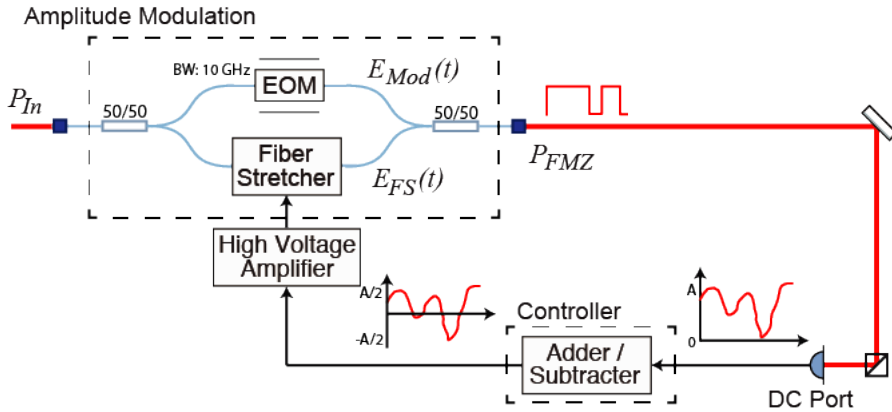 Amplitude Modulation
BW: 10 GHz
EOM
E_Mod(t)
P_In
50/50
50/50
Fiber
Stretcher
E_FS(t)
P_FMZ
High Voltage
Amplifier
A/2
-A/2
Controller
Adder /
Subtracter
A
0
DC Port